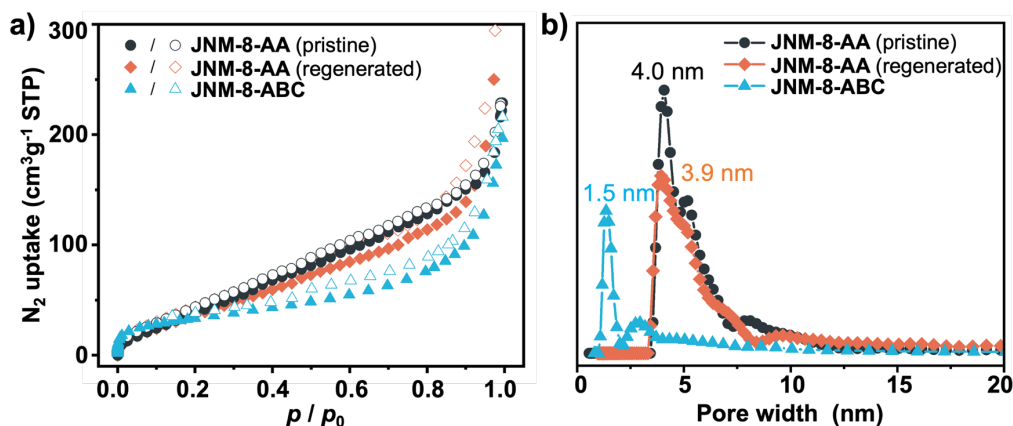 a)
● / ○ JNM-8-AA (pristine)
◆ / ◇ JNM-8-AA (regenerated)
▲ / △ JNM-8-ABC
N₂ uptake (cm³g⁻¹ STP)
300
200
100
0
0.0 0.2 0.4 0.6 0.8 1.0
p / p₀
b)
JNM-8-AA (pristine)
JNM-8-AA (regenerated)
JNM-8-ABC
4.0 nm
3.9 nm
1.5 nm
5 10 15 20
Pore width (nm)